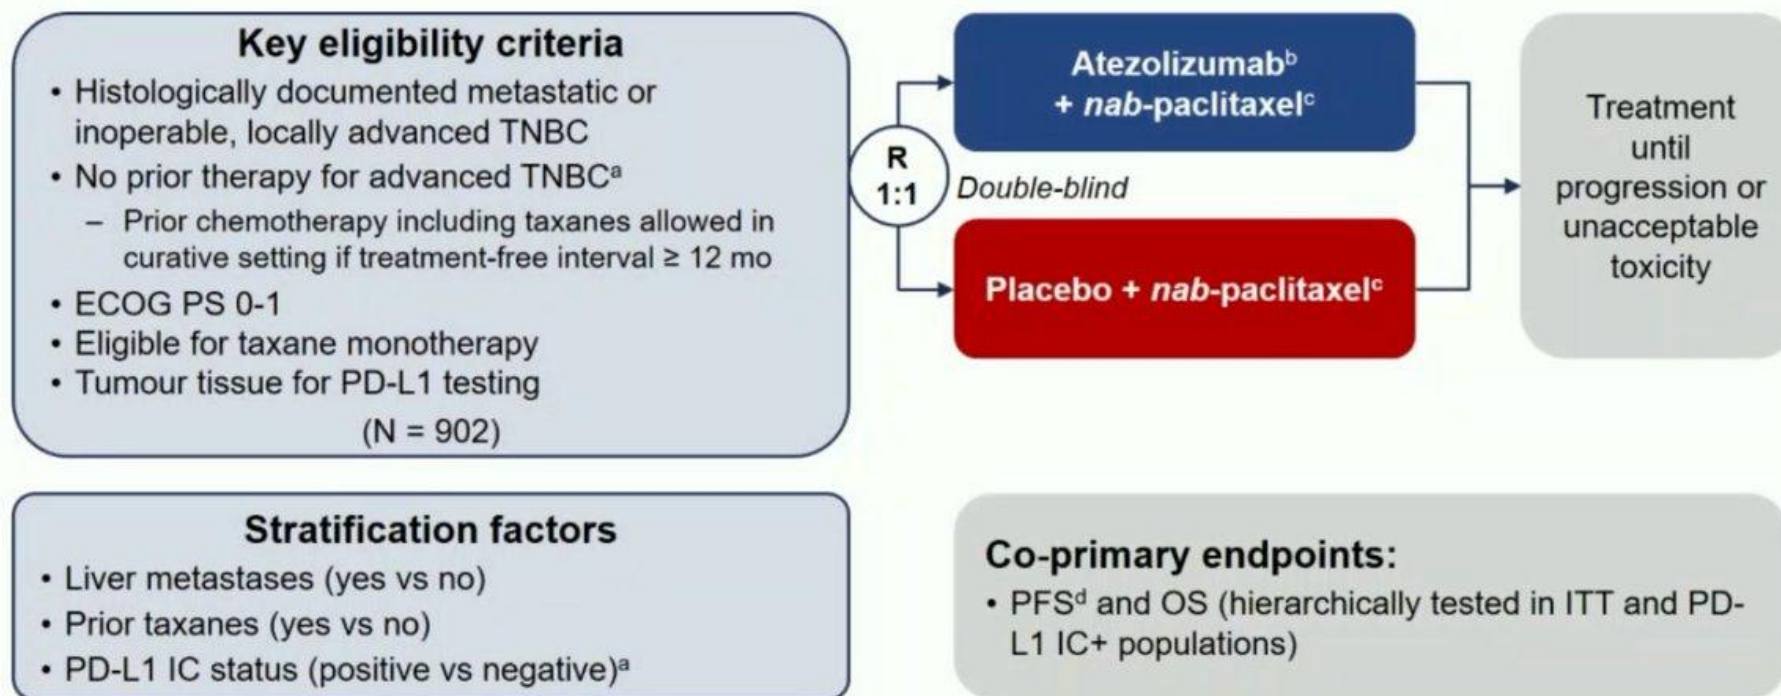 Key eligibility criteria
• Histologically documented metastatic or
inoperable, locally advanced TNBC
• No prior therapy for advanced TNBCᵃ
– Prior chemotherapy including taxanes allowed in
curative setting if treatment-free interval ≥ 12 mo
• ECOG PS 0-1
• Eligible for taxane monotherapy
• Tumour tissue for PD-L1 testing
(N = 902)
R
1:1
Atezolizumabᵇ
+ nab-paclitaxelᶜ
Double-blind
Placebo + nab-paclitaxelᶜ
Treatment
until
progression or
unacceptable
toxicity
Stratification factors
• Liver metastases (yes vs no)
• Prior taxanes (yes vs no)
• PD-L1 IC status (positive vs negative)ᵃ
Co-primary endpoints:
• PFSᵈ and OS (hierarchically tested in ITT and PD-
L1 IC+ populations)